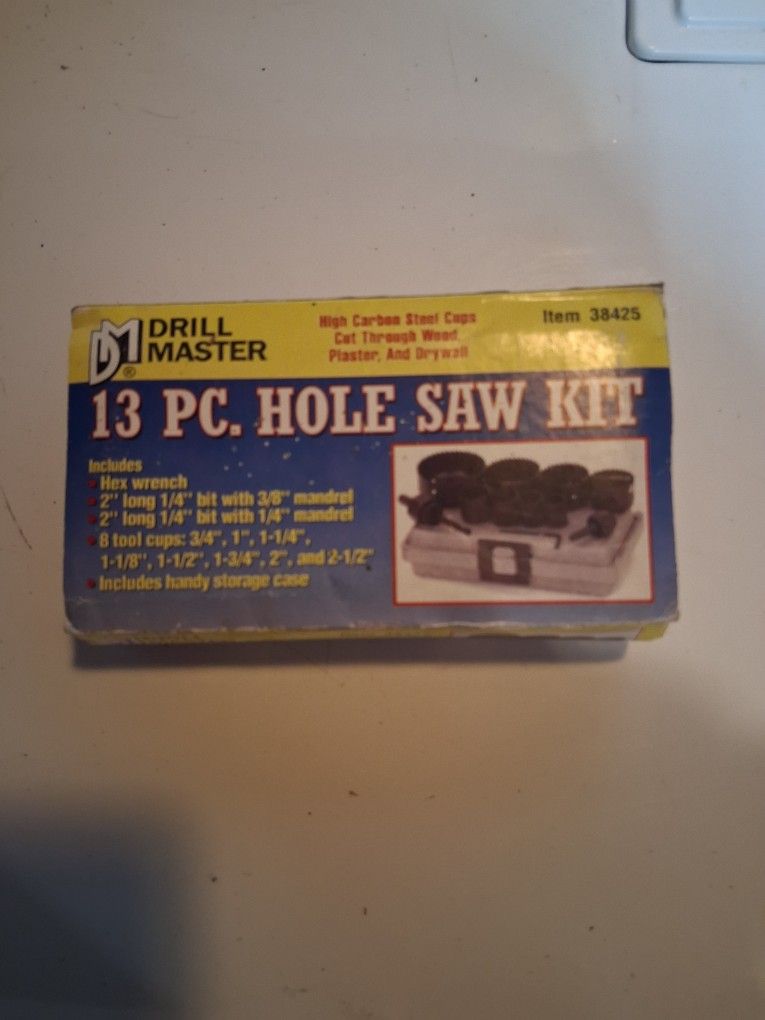 DM
®
DRILL
MASTER
High Carbon Steel Cups
Cut Through Wood,
Plaster, And Drywall
Item 38425
13 PC. HOLE SAW KIT
Includes
• Hex wrench
• 2" long 1/4" bit with 3/8" mandrel
• 2" long 1/4" bit with 1/4" mandrel
• 8 tool cups: 3/4", 1", 1-1/4",
1-1/8", 1-1/2", 1-3/4", 2", and 2-1/2"
• Includes handy storage case